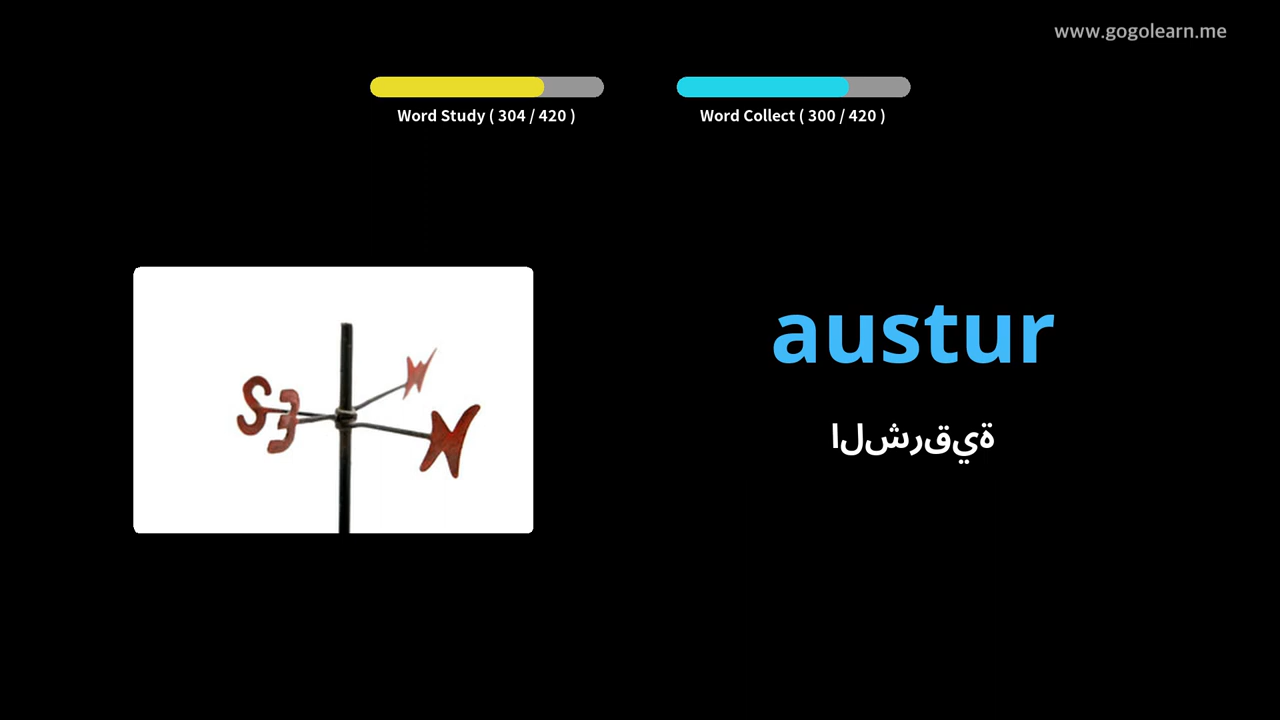 www.gogolearn.me
Word Study ( 304 / 420 )
Word Collect ( 300 / 420 )
S E N
austur
الشرقية